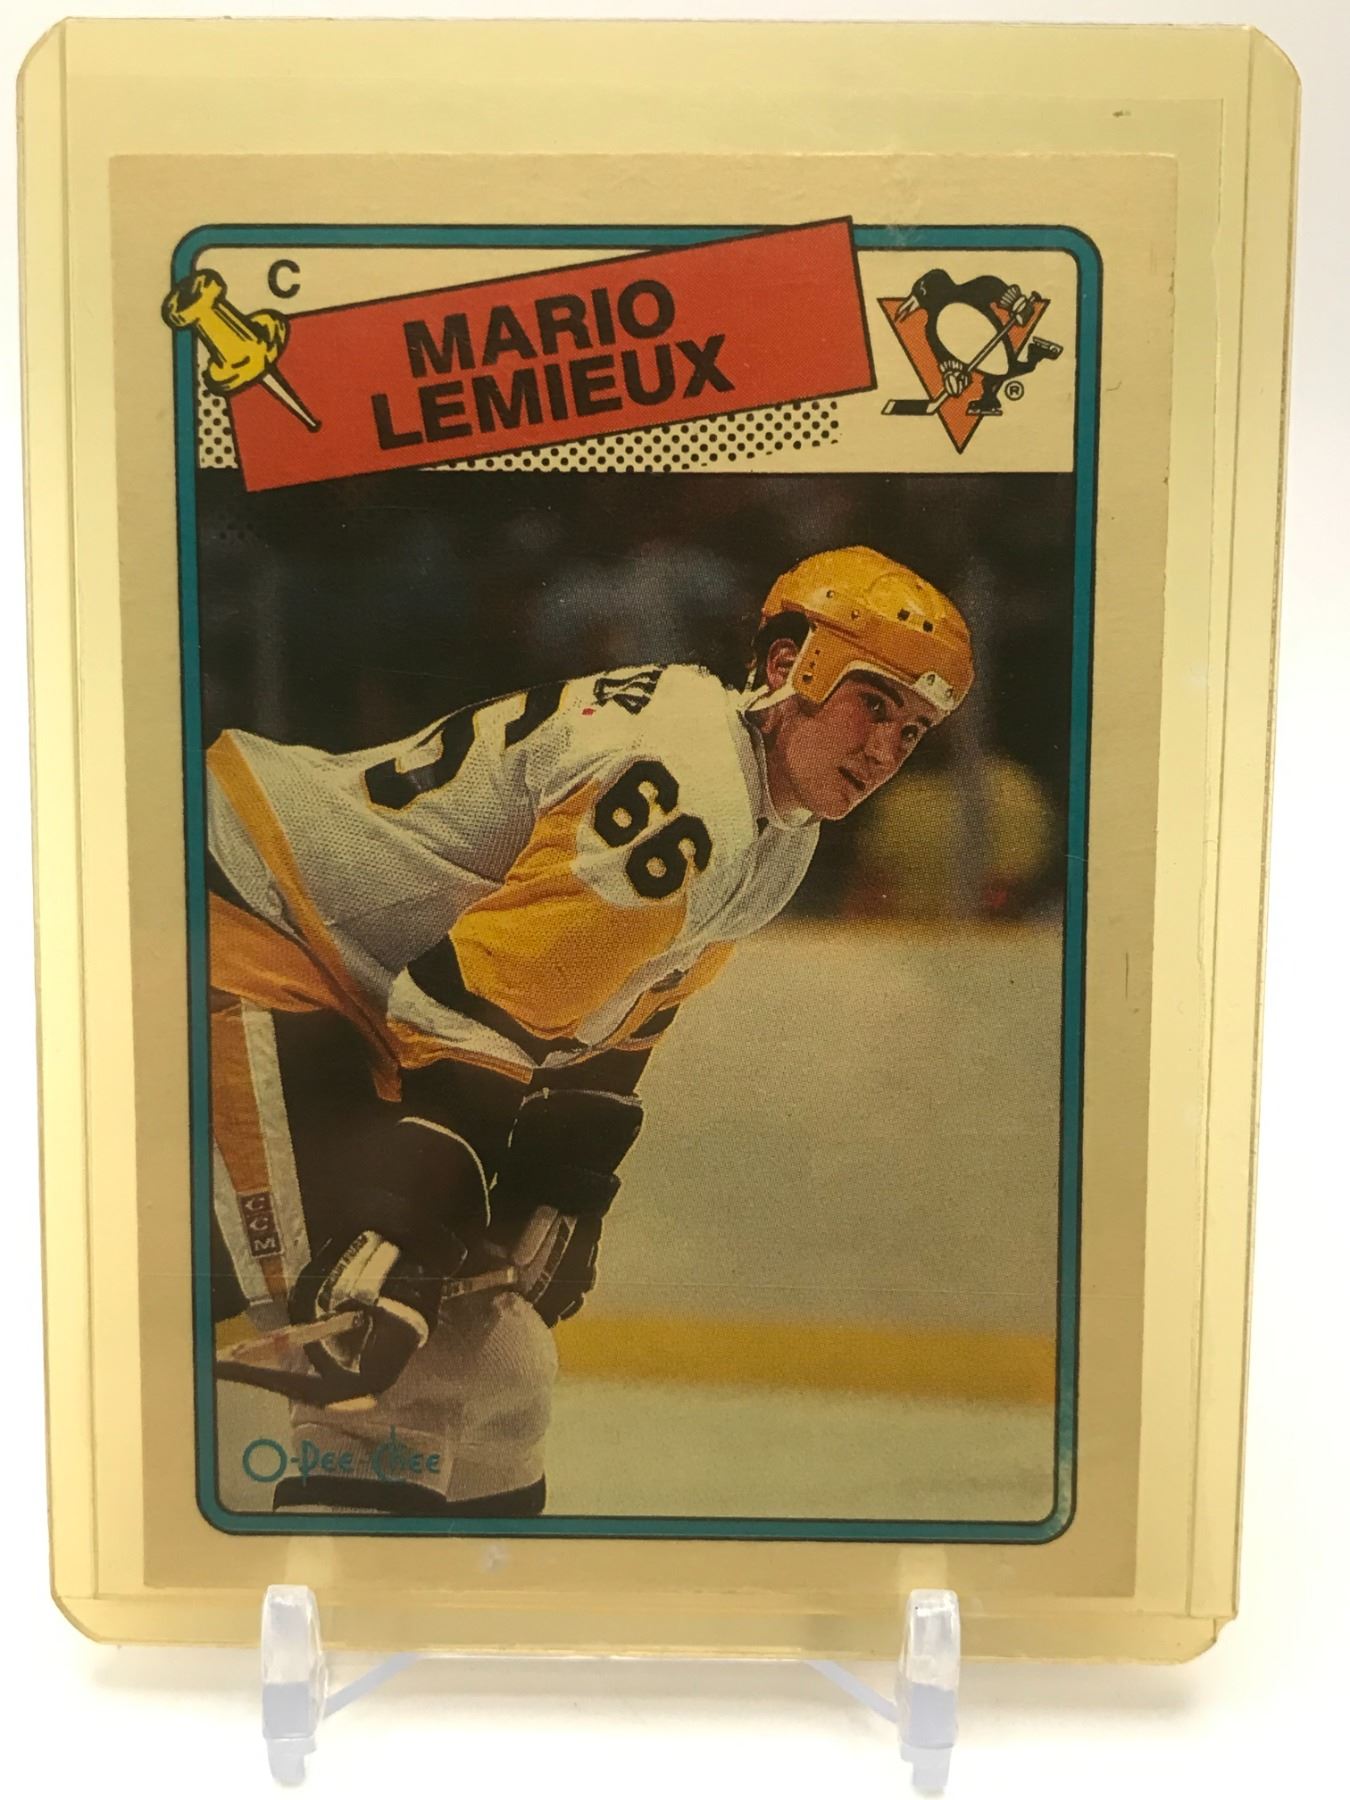 C
MARIO
LEMIEUX
®
66
CCM
O-Pee-Chee